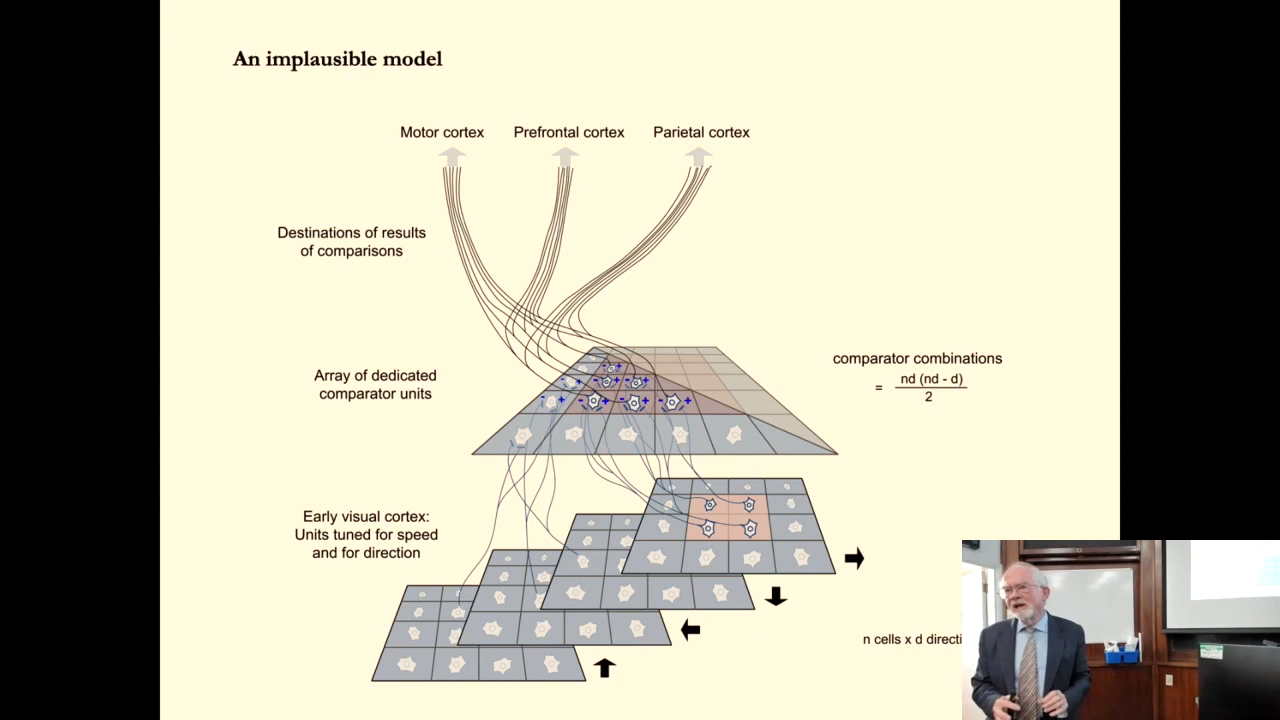 An implausible model
Motor cortex
Prefrontal cortex
Parietal cortex
Destinations of results
of comparisons
Array of dedicated
comparator units
comparator combinations
= nd (nd - d)
2
Early visual cortex:
Units tuned for speed
and for direction
n cells x d